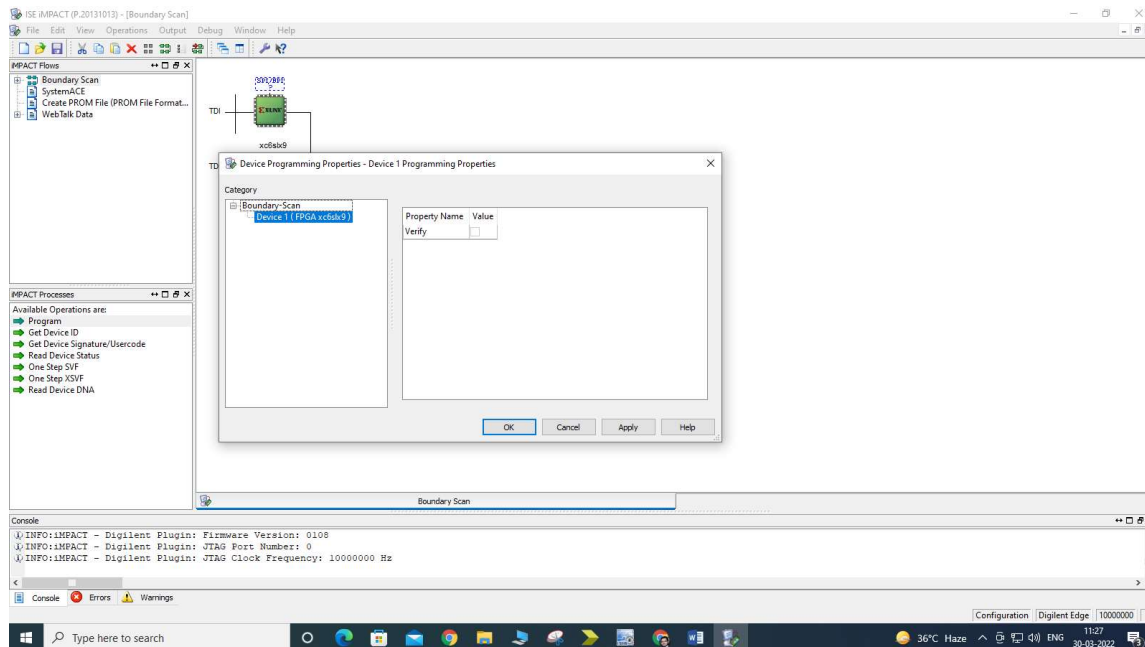 ISE iMPACT (P.20131013) - [Boundary Scan]
File Edit View Operations Output Debug Window Help
iMPACT Flows
Boundary Scan
SystemACE
Create PROM File (PROM File Format...
WebTalk Data
TDI
XILINX
xc6slx9
TD
Device Programming Properties - Device 1 Programming Properties
Category
Boundary-Scan
Device 1 ( FPGA xc6slx9 )
Property Name Value
Verify
OK Cancel Apply Help
iMPACT Processes
Available Operations are:
Program
Get Device ID
Get Device Signature/Usercode
Read Device Status
One Step SVF
One Step XSVF
Read Device DNA
Boundary Scan
Console
INFO:iMPACT - Digilent Plugin: Firmware Version: 0108
INFO:iMPACT - Digilent Plugin: JTAG Port Number: 0
INFO:iMPACT - Digilent Plugin: JTAG Clock Frequency: 10000000 Hz
Console Errors Warnings
Configuration Digilent Edge 10000000
Type here to search
36°C Haze ENG
11:27
30-03-2022